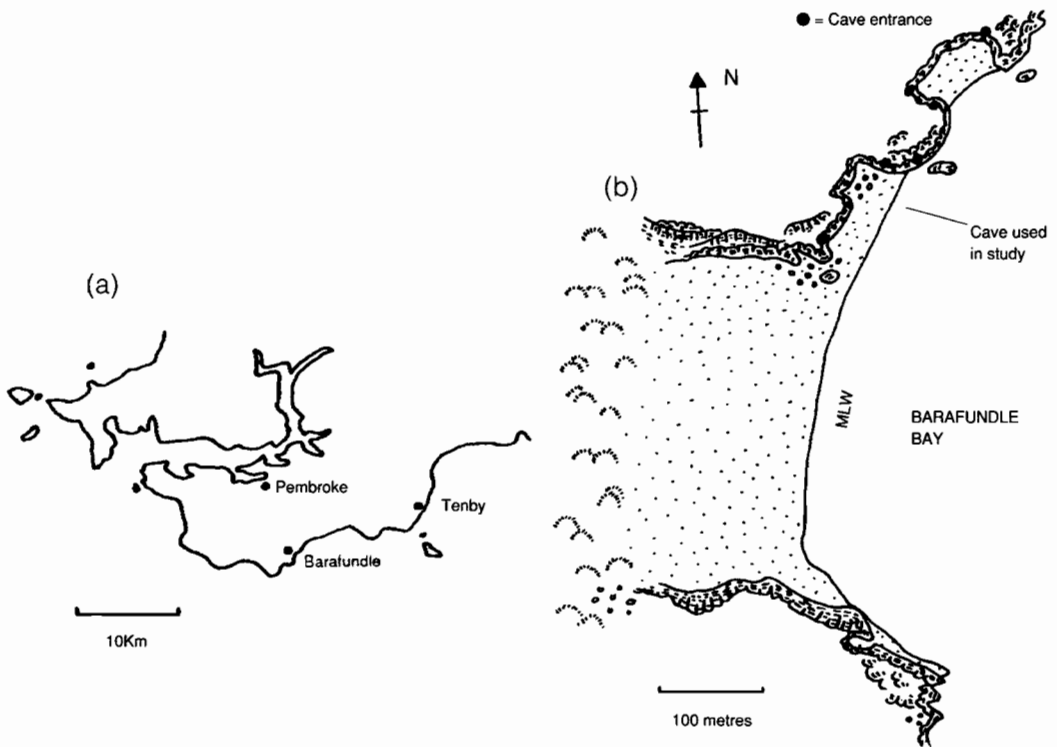 ● = Cave entrance
N
(b)
Cave used
in study
(a)
MLW
BARAFUNDLE
BAY
Pembroke
Tenby
Barafundle
10Km
100 metres